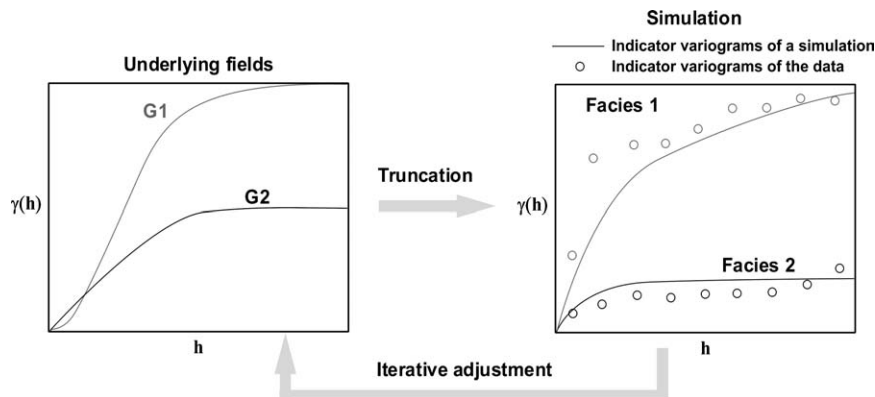 Simulation
Indicator variograms of a simulation
Indicator variograms of the data
Underlying fields
G1
G2
γ(h)
h
Truncation
Facies 1
Facies 2
γ(h)
h
Iterative adjustment